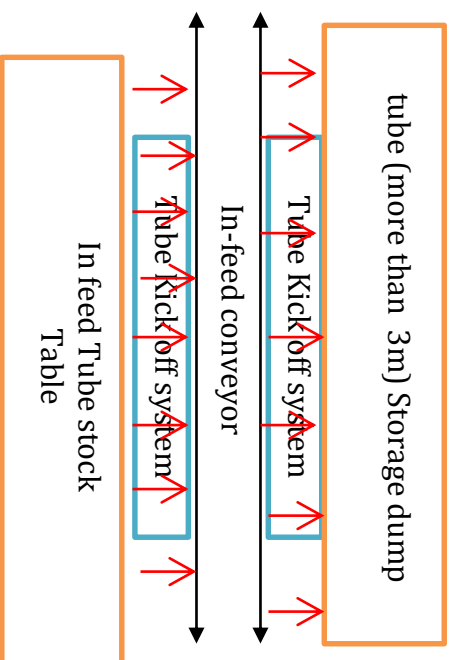 tube (more than 3m) Storage dump
Tube Kick off system
In-feed conveyor
Tube Kick off system
In feed Tube stock
Table